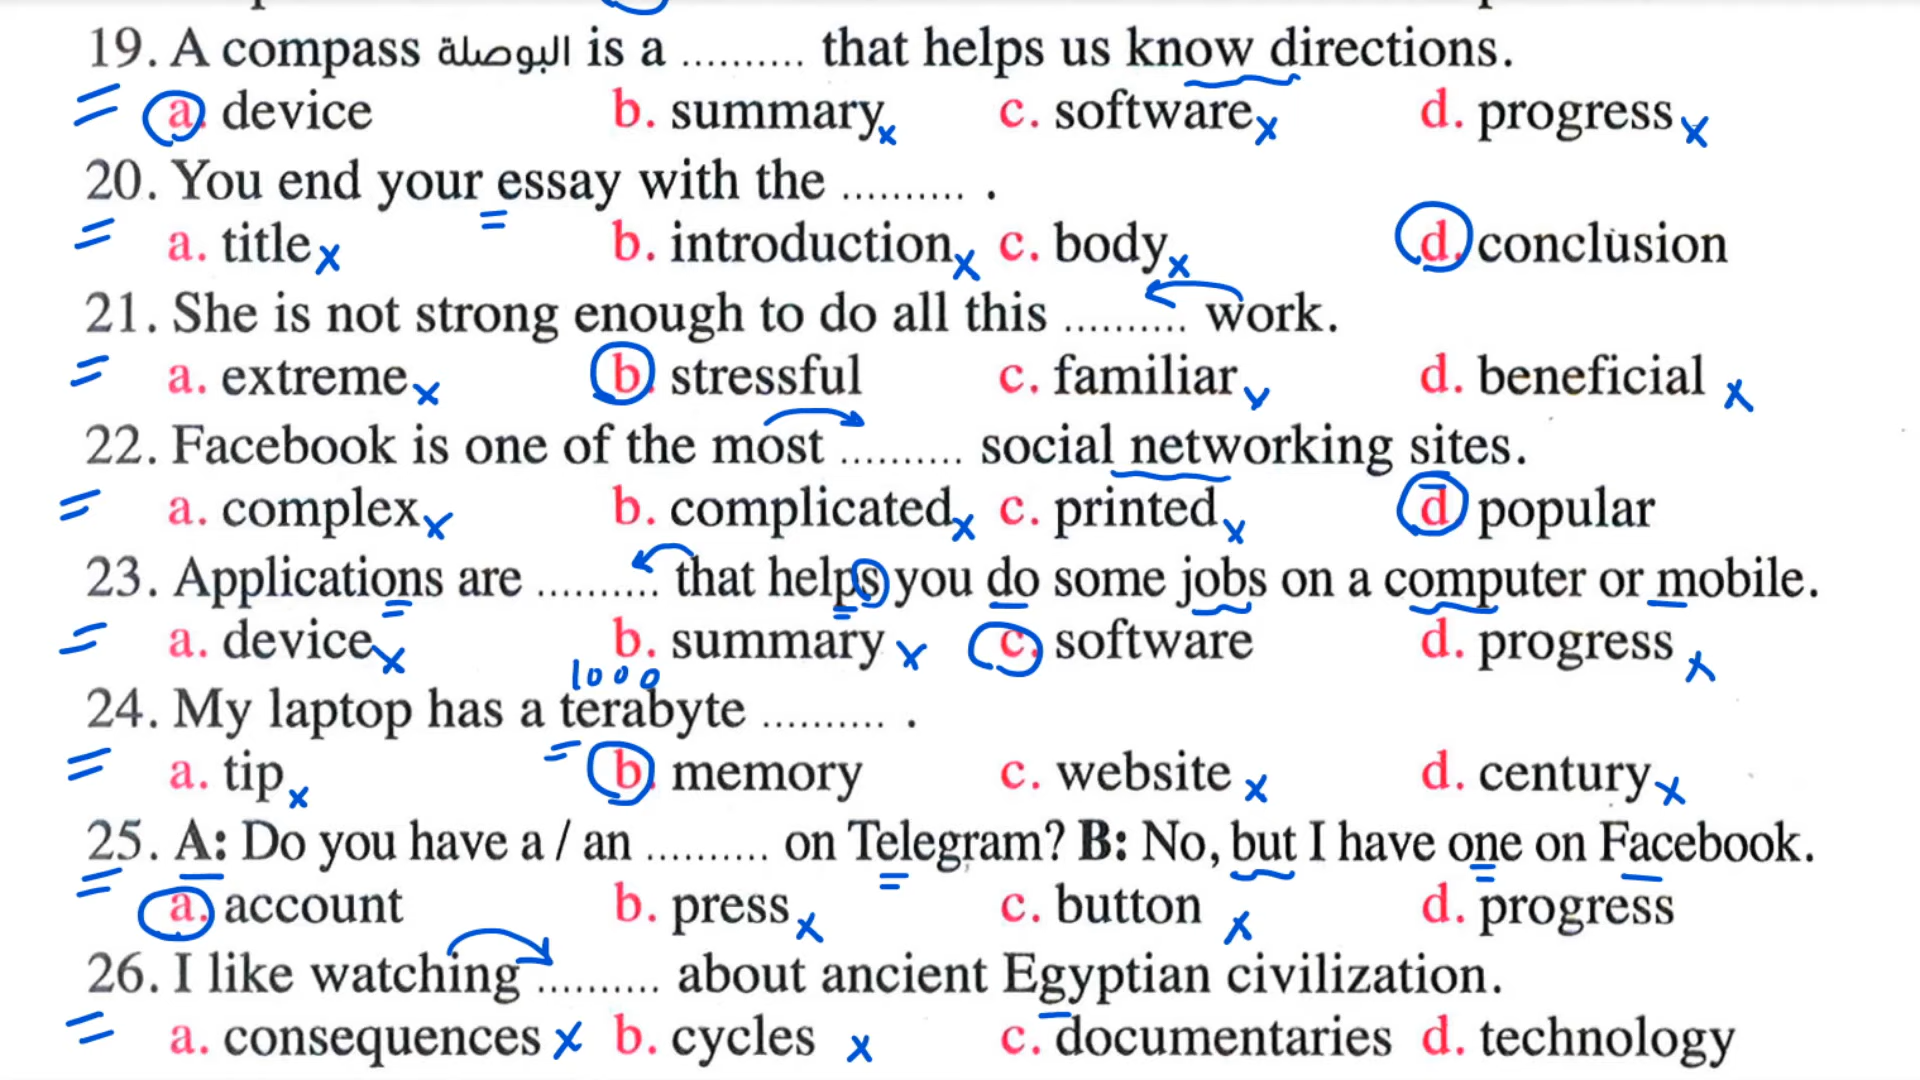 19. A compass البوصلة is a .......... that helps us know directions.
a. device b. summary c. software d. progress
20. You end your essay with the .......... .
a. title b. introduction c. body d. conclusion
21. She is not strong enough to do all this .......... work.
a. extreme b. stressful c. familiar d. beneficial
22. Facebook is one of the most .......... social networking sites.
a. complex b. complicated c. printed d. popular
23. Applications are .......... that helps you do some jobs on a computer or mobile.
a. device b. summary c. software d. progress
1000
24. My laptop has a terabyte .......... .
a. tip b. memory c. website d. century
25. A: Do you have a / an .......... on Telegram? B: No, but I have one on Facebook.
a. account b. press c. button d. progress
26. I like watching .......... about ancient Egyptian civilization.
a. consequences b. cycles c. documentaries d. technology